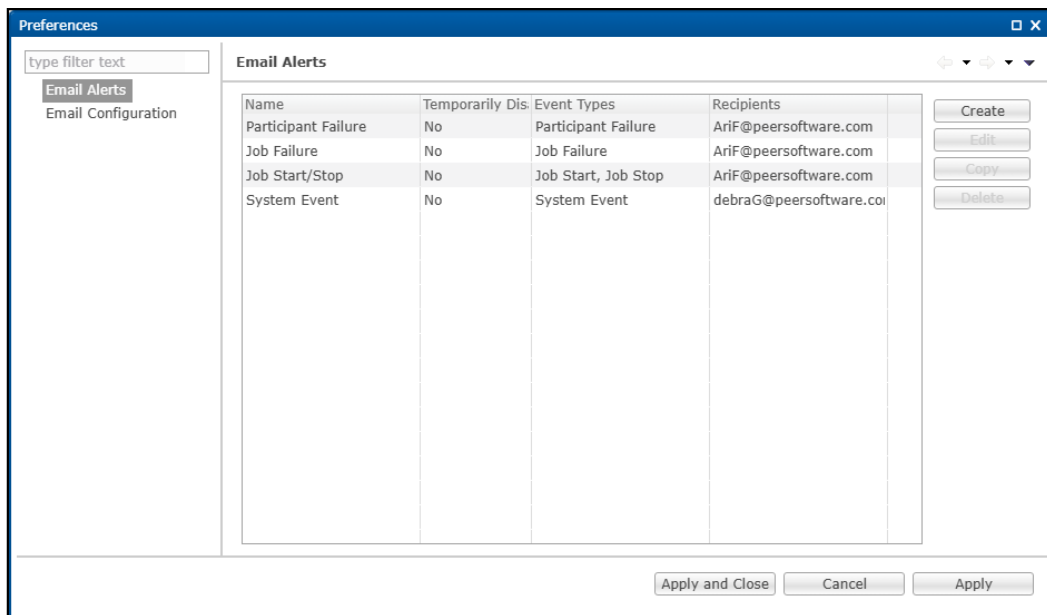 Preferences
type filter text
Email Alerts
Email Configuration
Email Alerts
Name Temporarily Dis Event Types Recipients
Participant Failure No Participant Failure AriF@peersoftware.com
Job Failure No Job Failure AriF@peersoftware.com
Job Start/Stop No Job Start, Job Stop AriF@peersoftware.com
System Event No System Event debraG@peersoftware.co
Create
Edit
Copy
Delete
Apply and Close Cancel Apply